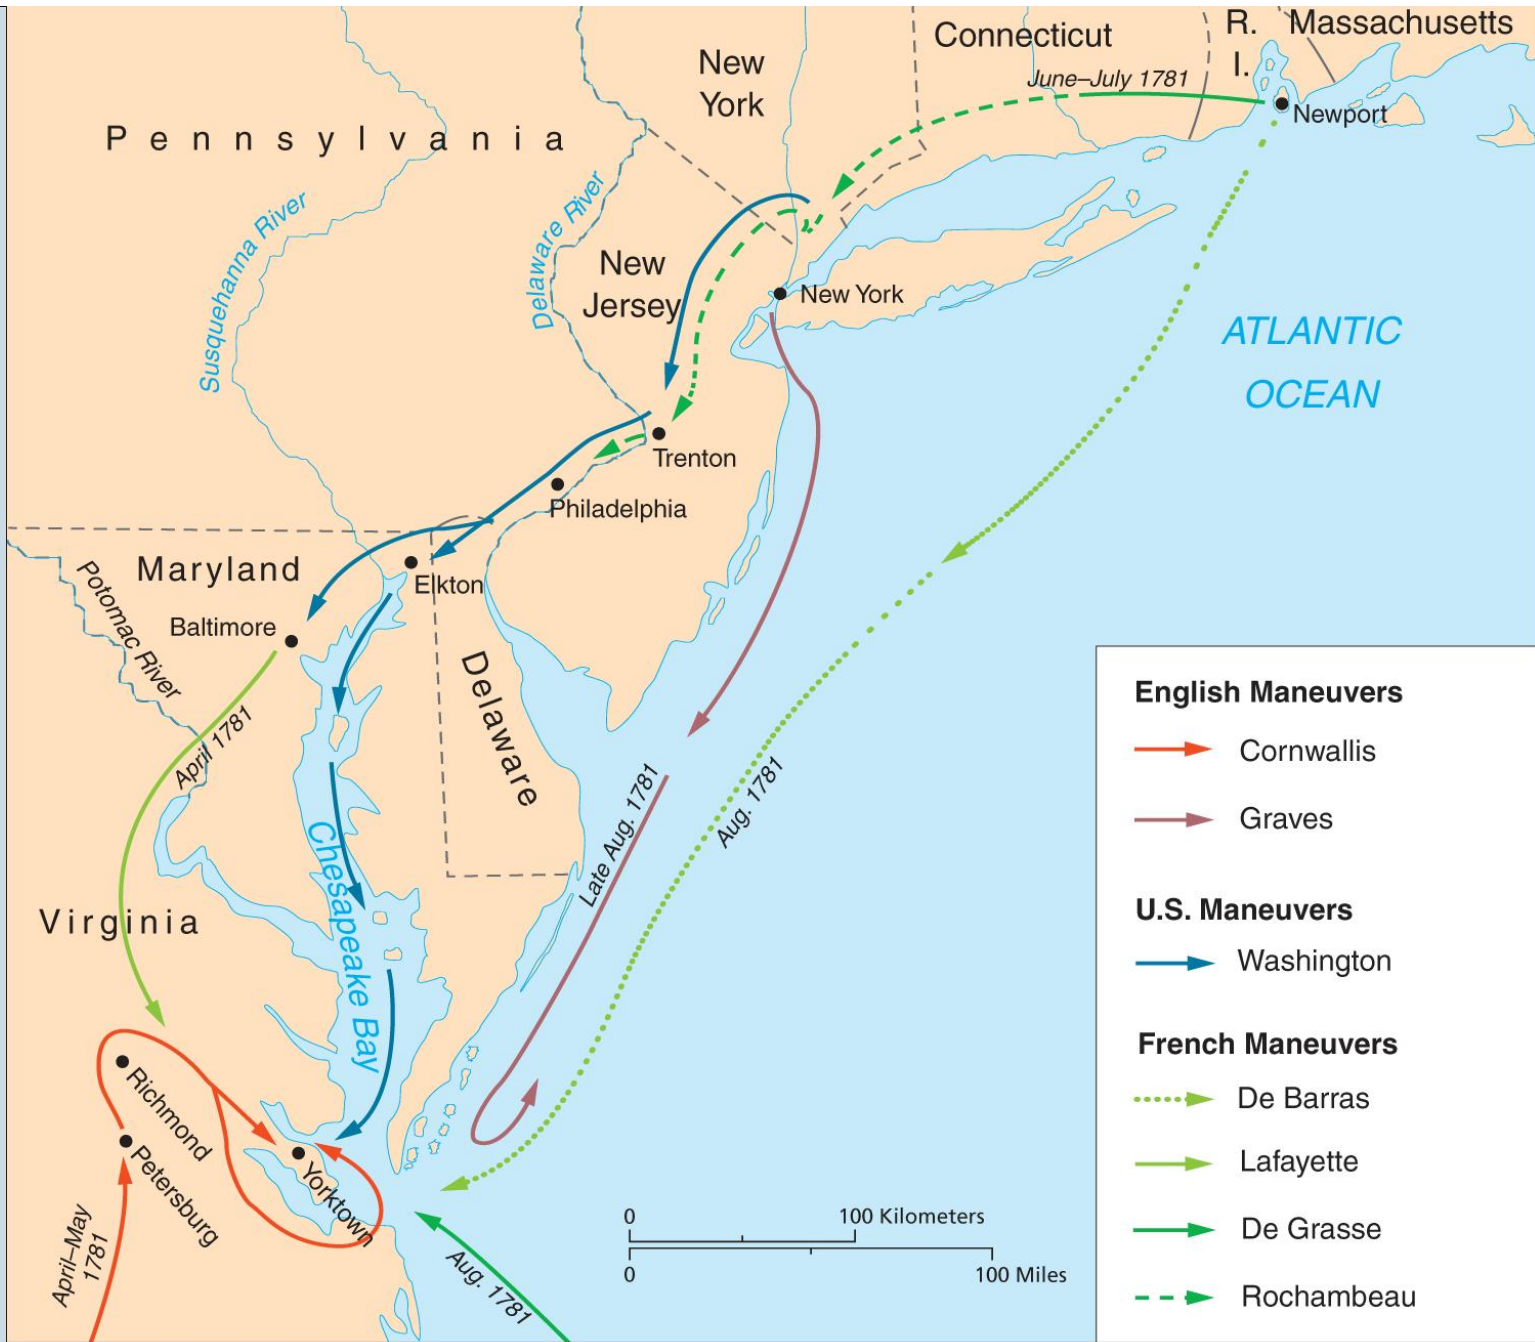 Connecticut
R.
I.
Massachusetts
New
York
June–July 1781
Newport
Pennsylvania
Susquehanna River
Delaware River
New
Jersey
New York
ATLANTIC
OCEAN
Trenton
Philadelphia
Maryland
Elkton
Baltimore
Potomac River
Delaware
April 1781
Chesapeake Bay
Late Aug. 1781
Aug. 1781
Virginia
Richmond
Petersburg
Yorktown
April–May
1781
Aug. 1781
0
100 Kilometers
0
100 Miles
English Maneuvers
Cornwallis
Graves
U.S. Maneuvers
Washington
French Maneuvers
De Barras
Lafayette
De Grasse
Rochambeau